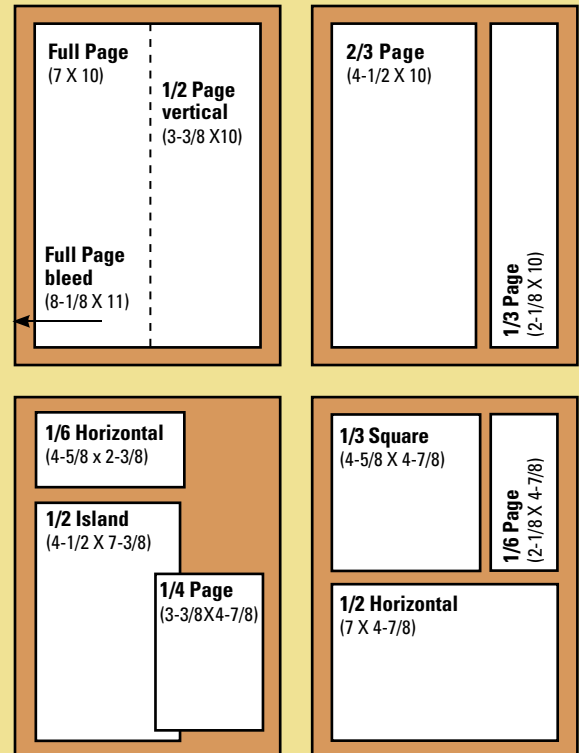 Full Page
(7 X 10)
1/2 Page
vertical
(3-3/8 X10)
Full Page
bleed
(8-1/8 X 11)
2/3 Page
(4-1/2 X 10)
1/3 Page
(2-1/8 X 10)
1/6 Horizontal
(4-5/8 x 2-3/8)
1/2 Island
(4-1/2 X 7-3/8)
1/4 Page
(3-3/8X4-7/8)
1/3 Square
(4-5/8 X 4-7/8)
1/6 Page
(2-1/8 X 4-7/8)
1/2 Horizontal
(7 X 4-7/8)